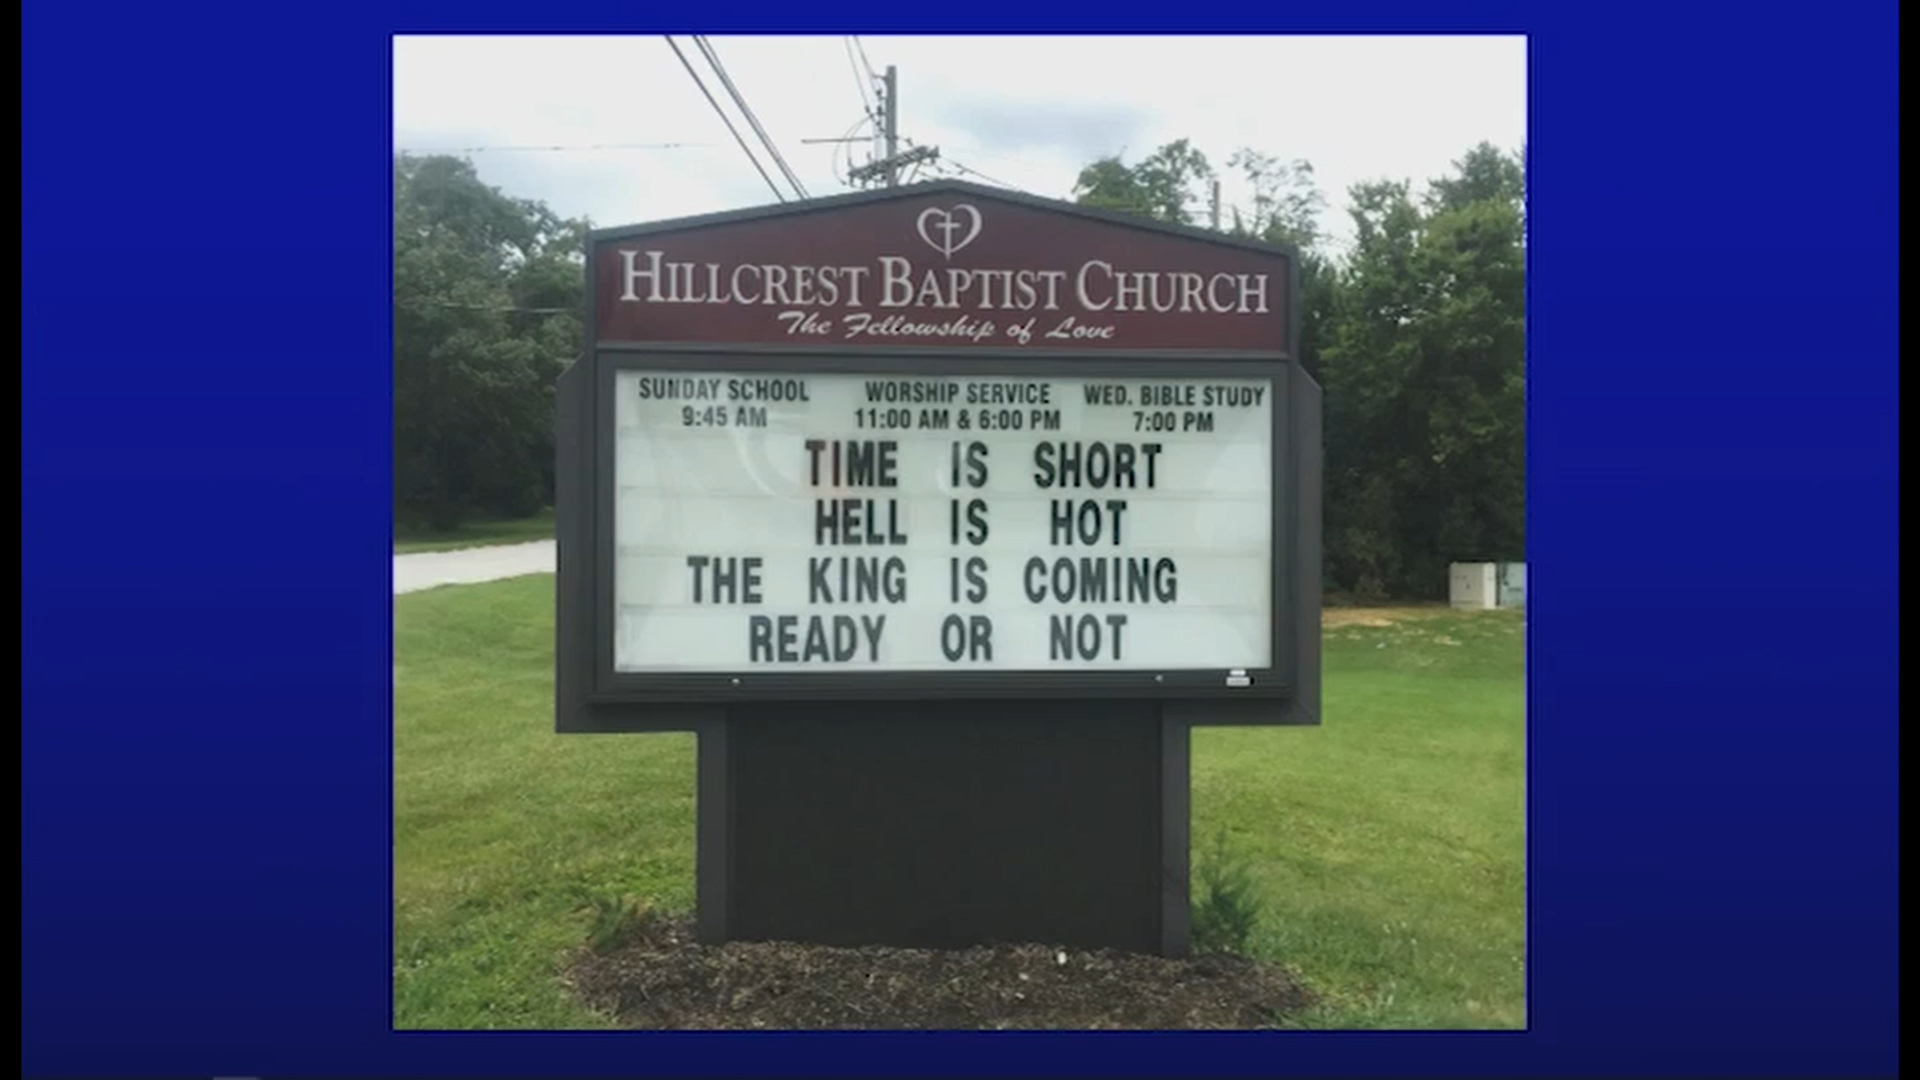 HILLCREST BAPTIST CHURCH
The Fellowship of Love
SUNDAY SCHOOL WORSHIP SERVICE WED. BIBLE STUDY
9:45 AM 11:00 AM & 6:00 PM 7:00 PM
TIME IS SHORT
HELL IS HOT
THE KING IS COMING
READY OR NOT